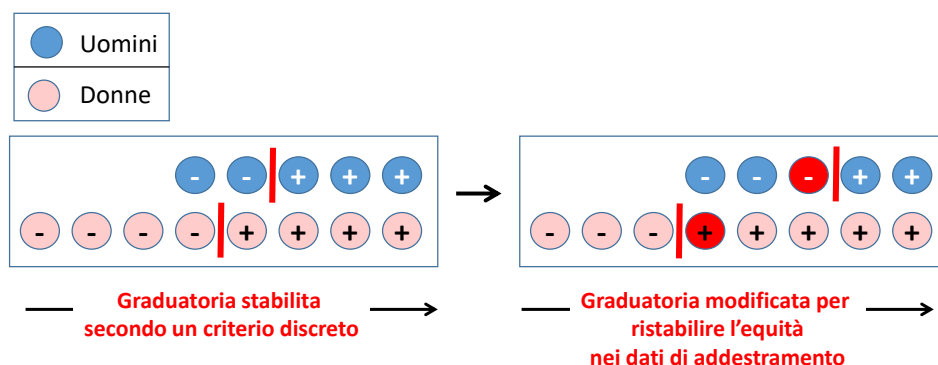 Uomini
Donne
- - + + +
- - - - + + + +
- - - + +
- - - + + + + +
Graduatoria stabilita
secondo un criterio discreto
Graduatoria modificata per
ristabilire l'equità
nei dati di addestramento